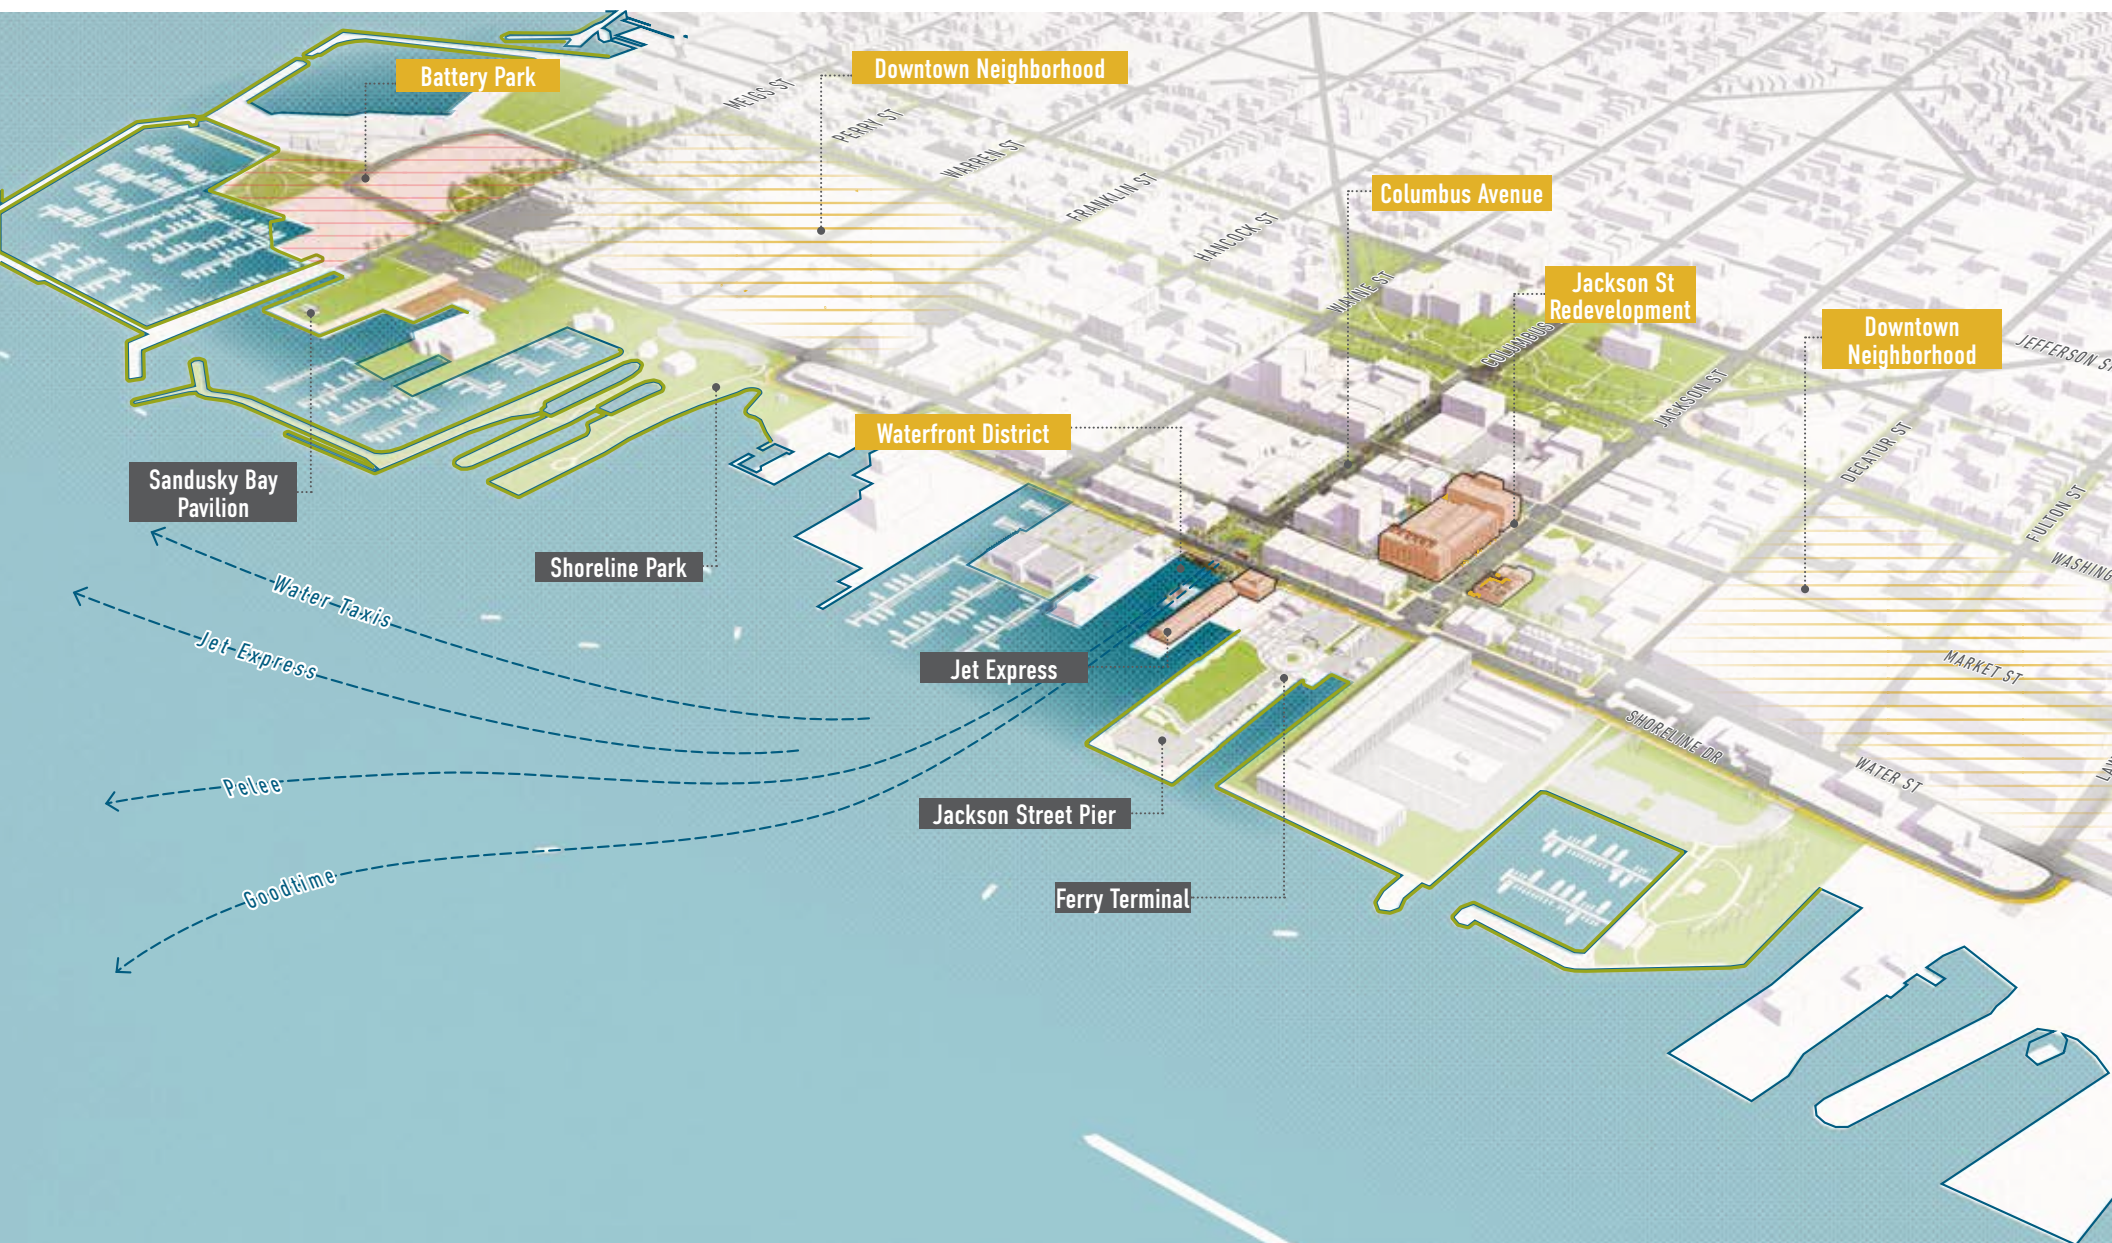 Battery Park
Downtown Neighborhood
MEIGS ST
PERRY ST
WARREN ST
FRANKLIN ST
HANCOCK ST
Columbus Avenue
WAYNE ST
Jackson St
Redevelopment
COLUMBUS
Downtown
Neighborhood
JEFFERSON
JACKSON ST
DECATUR ST
FULTON ST
Waterfront District
Sandusky Bay
Pavilion
Shoreline Park
Water Taxis
Jet Express
Pelee
Goodtime
Jet Express
Jackson Street Pier
Ferry Terminal
MARKET ST
SHORELINE DR
WATER ST